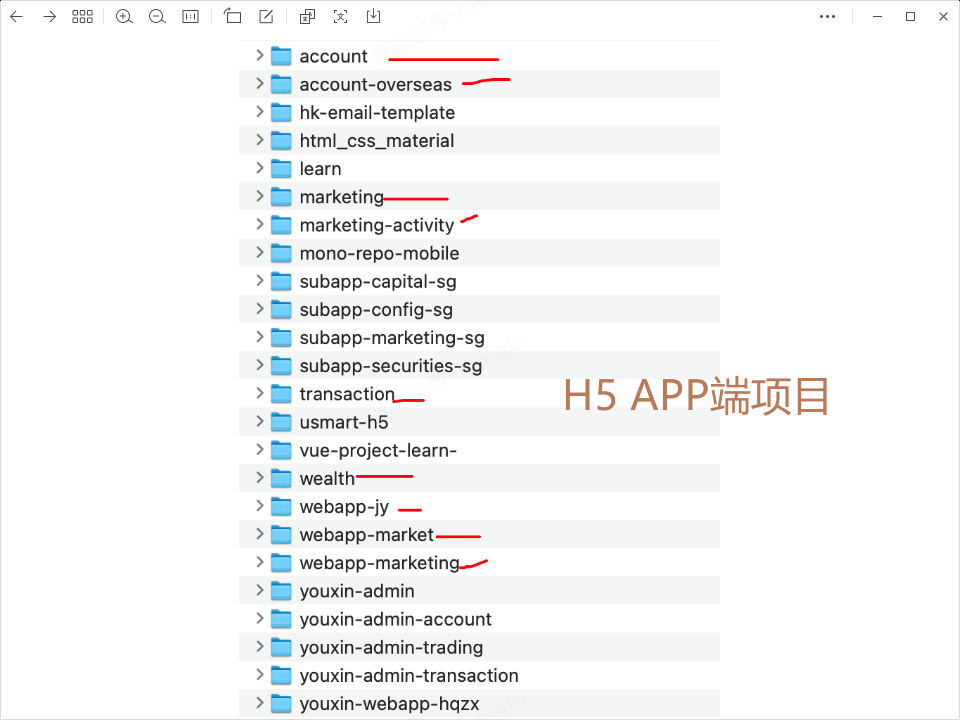 account
account-overseas
hk-email-template
html_css_material
learn
marketing
marketing-activity
mono-repo-mobile
subapp-capital-sg
subapp-config-sg
subapp-marketing-sg
subapp-securities-sg
transaction
H5 APP端项目
usmart-h5
vue-project-learn-
wealth
webapp-jy
webapp-market
webapp-marketing
youxin-admin
youxin-admin-account
youxin-admin-trading
youxin-admin-transaction
youxin-webapp-hqzx